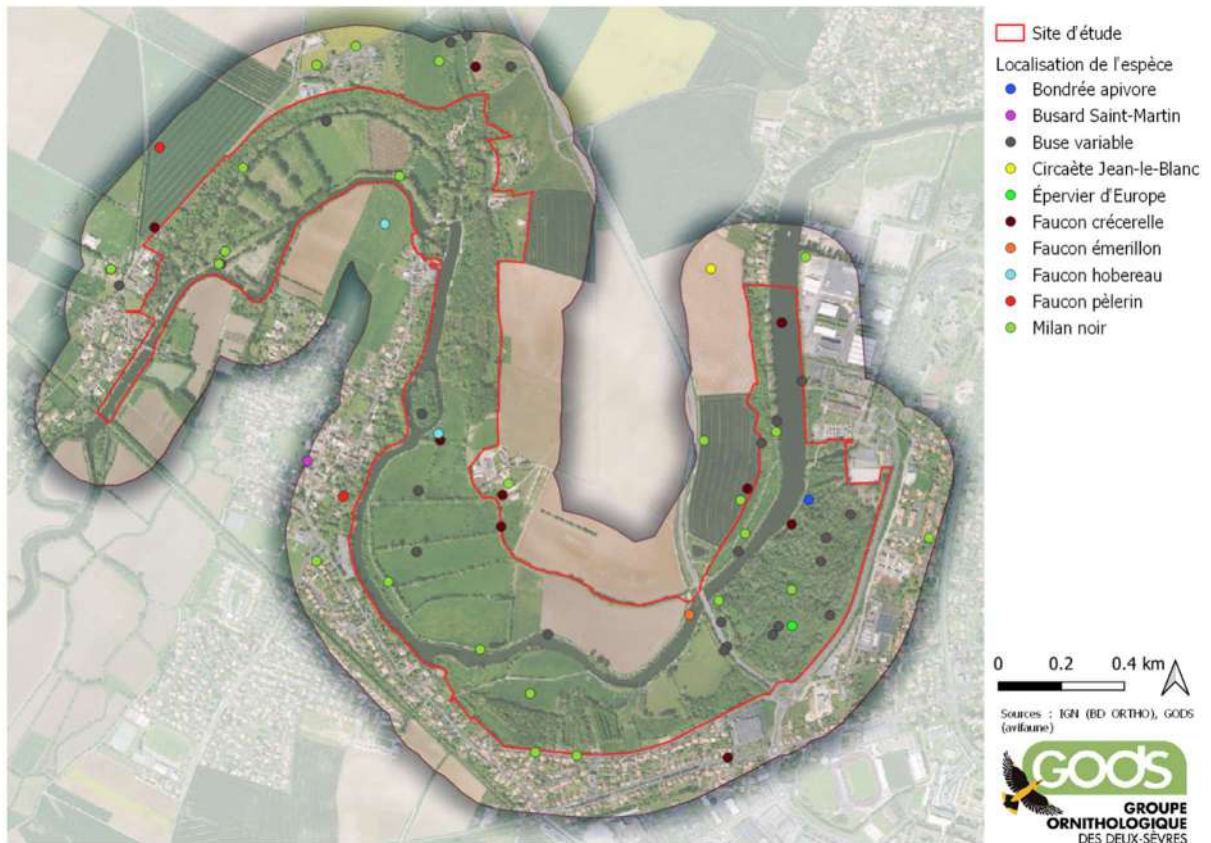 Site d'étude
Localisation de l'espèce
Bondrée apivore
Busard Saint-Martin
Buse variable
Circaète Jean-le-Blanc
Épervier d'Europe
Faucon crécerelle
Faucon émerillon
Faucon hobereau
Faucon pèlerin
Milan noir
0 0.2 0.4 km
Sources : IGN (BD ORTHO), GODS
(avifaune)
GODS
GROUPE
ORNITHOLOGIQUE
DES DEUX-SÈVRES